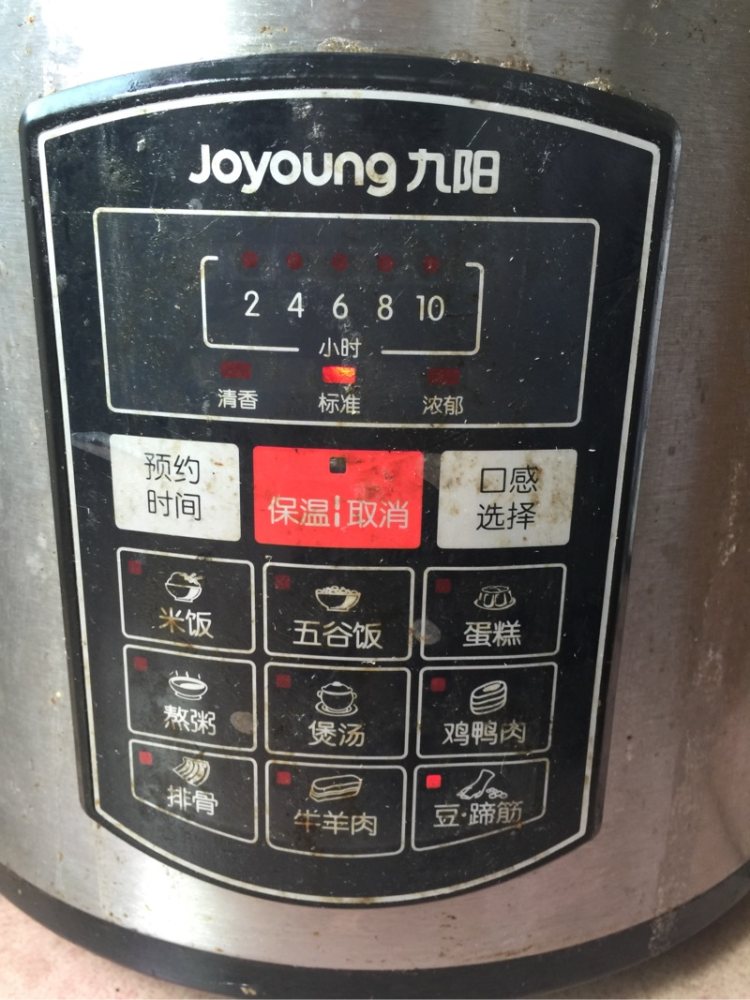 Joyoung 九阳
2 4 6 8 10
小时
清香 标准 浓郁
预约
时间
保温 取消
口感
选择
米饭 五谷饭 蛋糕
熬粥 煲汤 鸡鸭肉
排骨 牛羊肉 豆·蹄筋